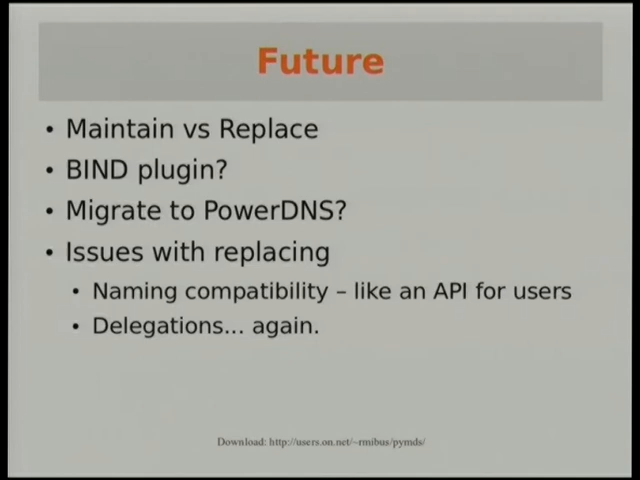 Future
• Maintain vs Replace
• BIND plugin?
• Migrate to PowerDNS?
• Issues with replacing
• Naming compatibility – like an API for users
• Delegations... again.
Download: http://users.on.net/~rmibus/pymds/